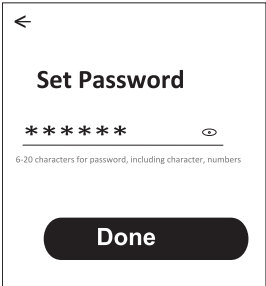 Set Password
******
6-20 characters for password, including character, numbers
Done